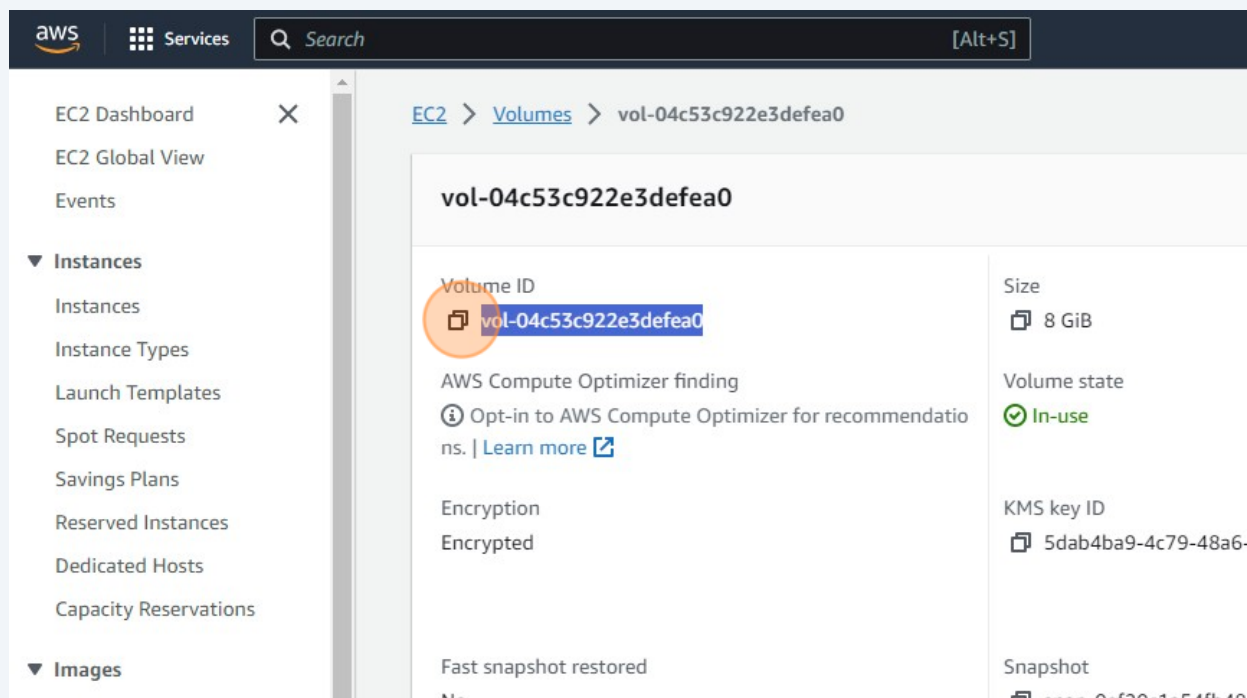 aws Services Search [Alt+S]
EC2 Dashboard
EC2 Global View
Events
Instances
Instances
Instance Types
Launch Templates
Spot Requests
Savings Plans
Reserved Instances
Dedicated Hosts
Capacity Reservations
Images
EC2 > Volumes > vol-04c53c922e3defea0
vol-04c53c922e3defea0
Volume ID
vol-04c53c922e3defea0
AWS Compute Optimizer finding
Opt-in to AWS Compute Optimizer for recommendatio
ns. | Learn more
Encryption
Encrypted
Fast snapshot restored
Size
8 GiB
Volume state
In-use
KMS key ID
5dab4ba9-4c79-48a6-
Snapshot